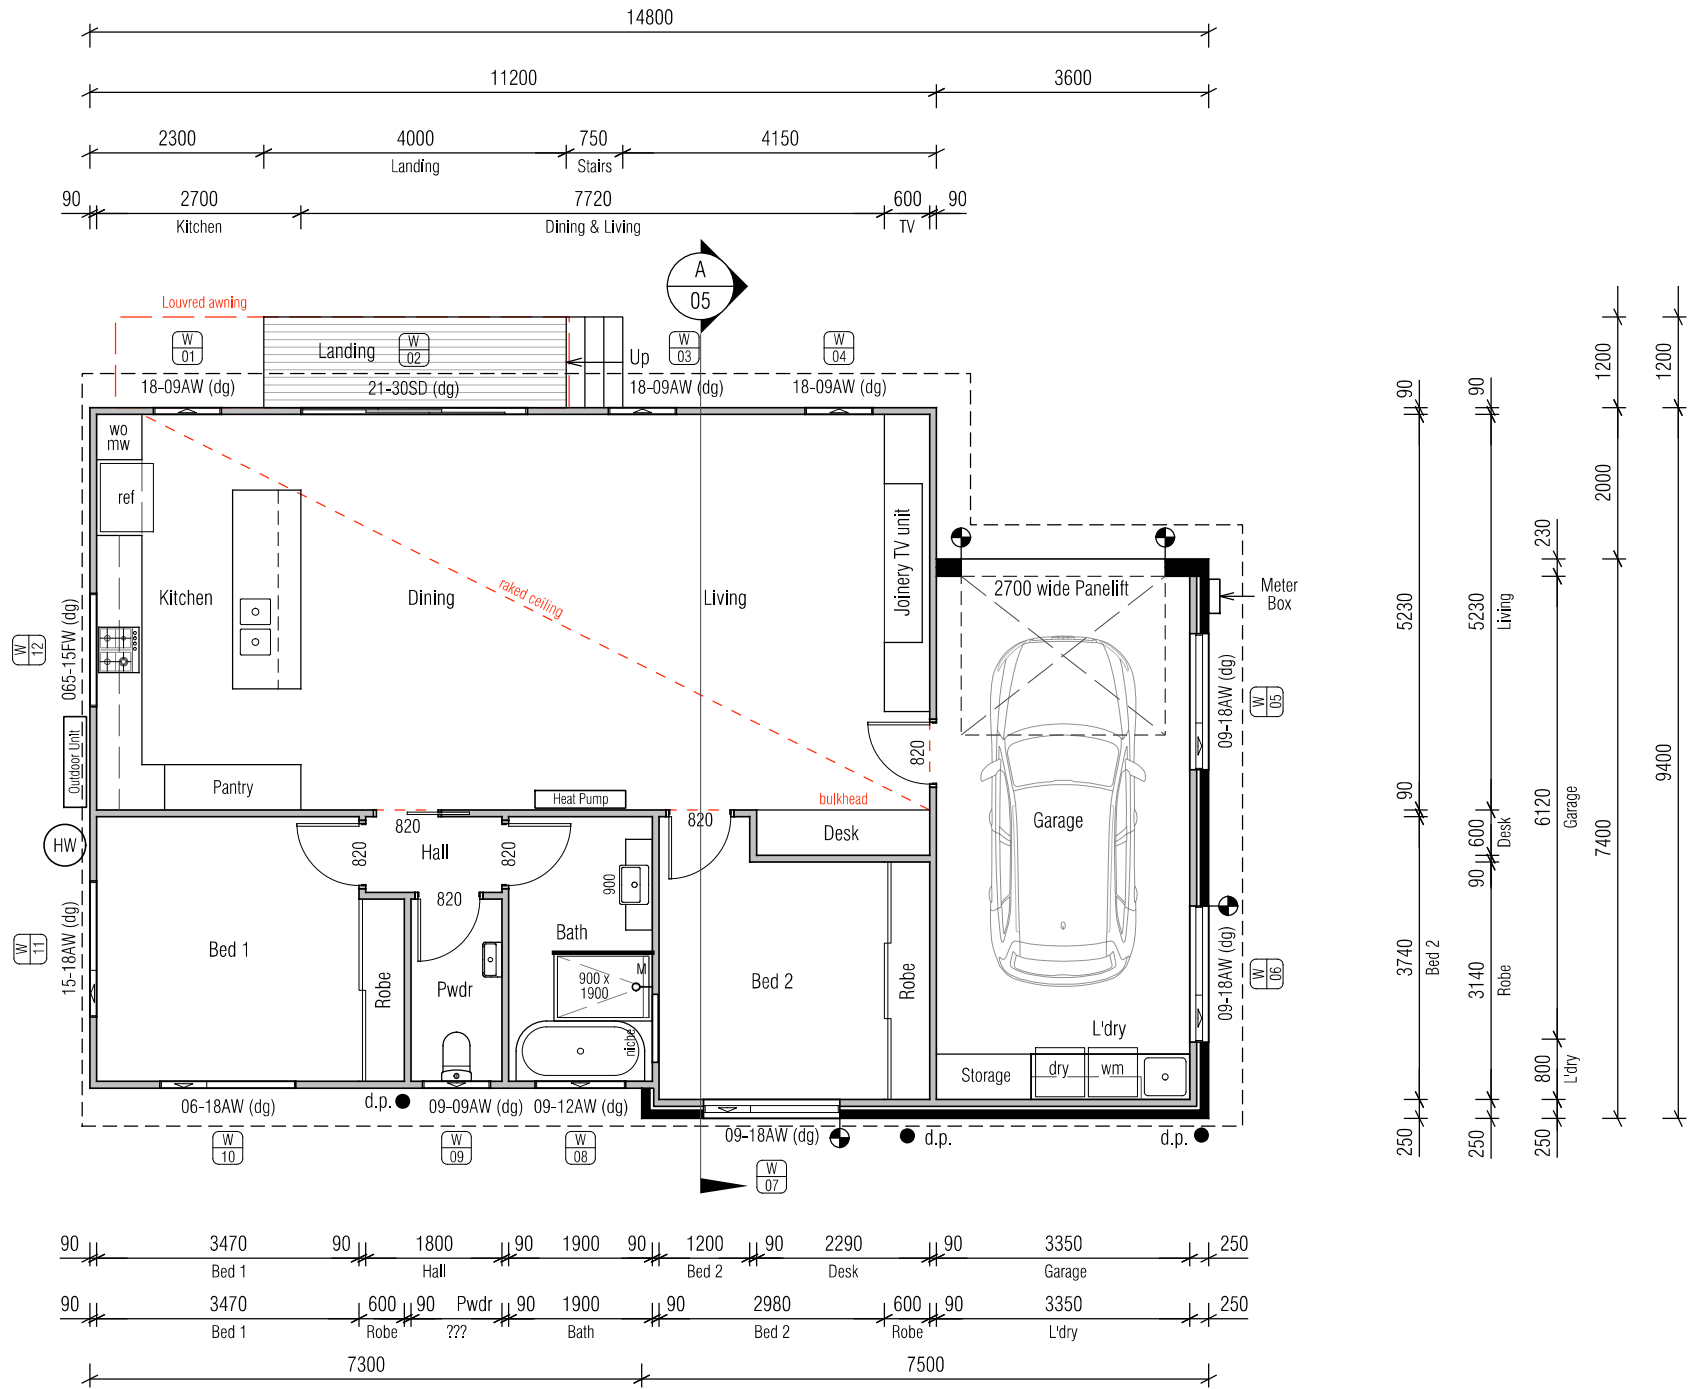 14800
11200 3600
2300 4000 750 4150
Landing Stairs
90 2700 7720 600 90
Kitchen Dining & Living TV
A
05
Louvred awning
W
01
Landing
W
02
Up
W
03
W
04
18-09AW (dg) 21-30SD (dg) 18-09AW (dg) 18-09AW (dg)
wo
mw
ref
Kitchen
Dining
raked ceiling
Living
Joinery TV unit
2700 wide Panelift
Meter
Box
W
12
065-15FW (dg)
09-18AW (dg)
W
05
820
Outdoor Unit
Pantry
Heat Pump
bulkhead
HW
820
820
Hall
820
820
Desk
Garage
820
900
Bath
W
11
15-18AW (dg)
Bed 1
Robe
Pwdr
M
900 x
1900
niche
Bed 2
Robe
09-18AW (dg)
W
06
L'dry
Storage
dry
wm
06-18AW (dg) d.p. 09-09AW (dg) 09-12AW (dg)
W
10
W
09
W
08
09-18AW (dg) d.p. d.p.
W
07
90 5230 90 3740 250
Bed 2
90 5230 600 90 3140 250
Living Desk Robe
230 6120 800 250
Garage L'dry
1200 2000 7400
1200 9400
90 3470 90 1800 90 1900 90 1200 90 2290 90 3350 250
Bed 1 Hall Bed 2 Desk Garage
90 3470 600 90 Pwdr 90 1900 90 2980 600 90 3350 250
Bed 1 Robe ??? Bath Bed 2 Robe L'dry
7300 7500